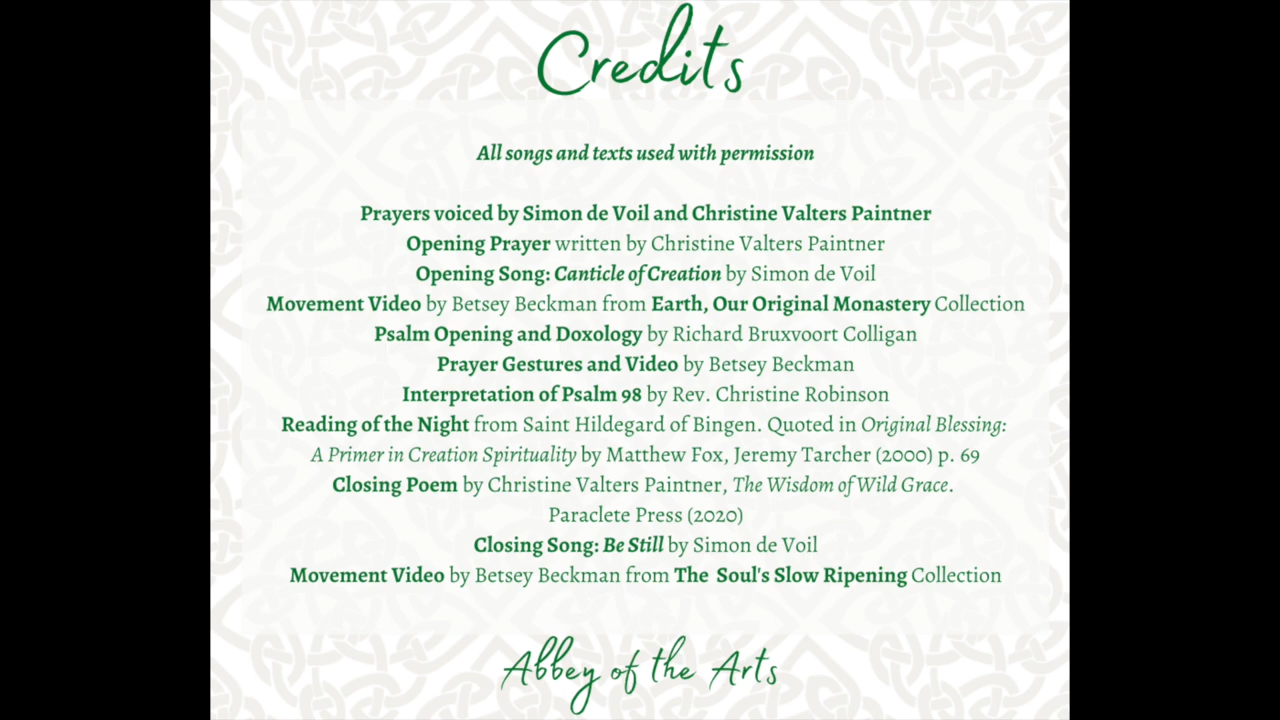 Credits
All songs and texts used with permission
Prayers voiced by Simon de Voil and Christine Valters Paintner
Opening Prayer written by Christine Valters Paintner
Opening Song: Canticle of Creation by Simon de Voil
Movement Video by Betsey Beckman from Earth, Our Original Monastery Collection
Psalm Opening and Doxology by Richard Bruxvoort Colligan
Prayer Gestures and Video by Betsey Beckman
Interpretation of Psalm 98 by Rev. Christine Robinson
Reading of the Night from Saint Hildegard of Bingen. Quoted in Original Blessing:
A Primer in Creation Spirituality by Matthew Fox, Jeremy Tarcher (2000) p. 69
Closing Poem by Christine Valters Paintner, The Wisdom of Wild Grace.
Paraclete Press (2020)
Closing Song: Be Still by Simon de Voil
Movement Video by Betsey Beckman from The Soul's Slow Ripening Collection
Abbey of the Arts